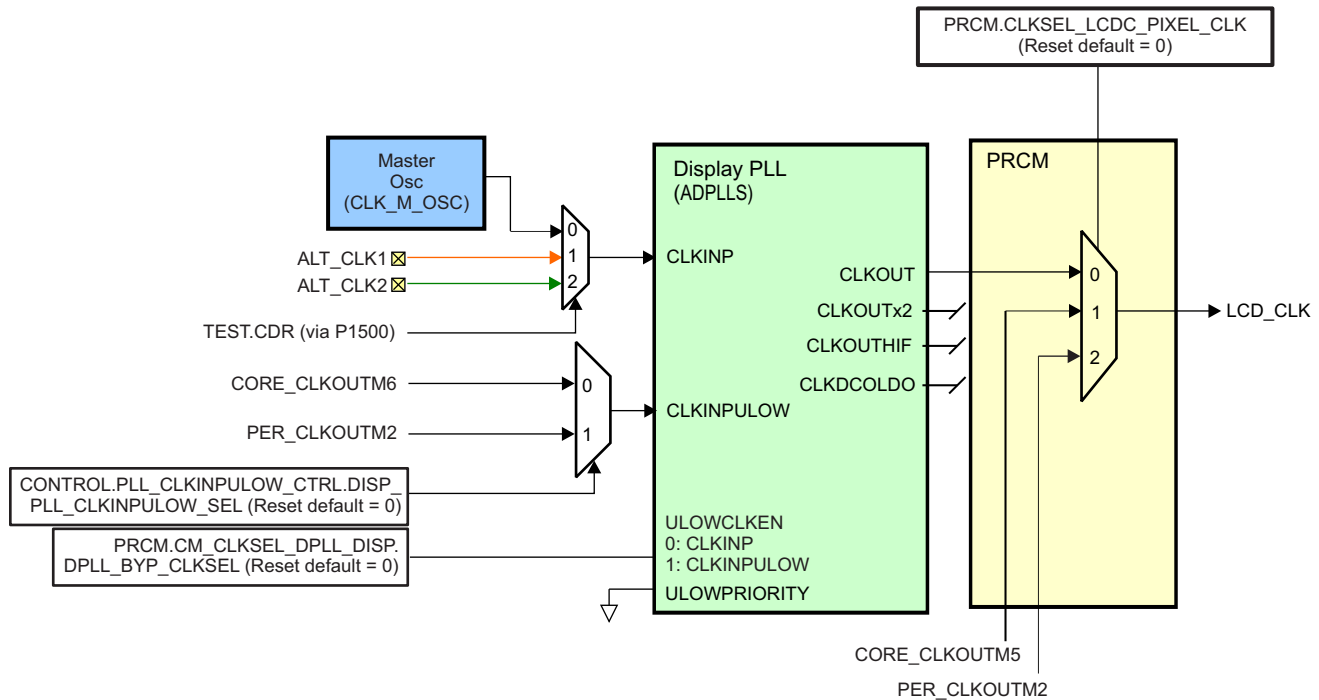 PRCM.CLKSEL_LCDC_PIXEL_CLK
(Reset default = 0)
Master
Osc
(CLK_M_OSC)
ALT_CLK1
ALT_CLK2
TEST.CDR (via P1500)
0
1
2
CORE_CLKOUTM6
PER_CLKOUTM2
0
1
CONTROL.PLL_CLKINPULOW_CTRL.DISP_
PLL_CLKINPULOW_SEL (Reset default = 0)
PRCM.CM_CLKSEL_DPLL_DISP.
DPLL_BYP_CLKSEL (Reset default = 0)
Display PLL
(ADPLLS)
CLKINP
CLKOUT
CLKOUTx2
CLKOUTHIF
CLKDCOLDO
CLKINPULOW
ULOWCLKEN
0: CLKINP
1: CLKINPULOW
ULOWPRIORITY
PRCM
0
1
2
LCD_CLK
CORE_CLKOUTM5
PER_CLKOUTM2